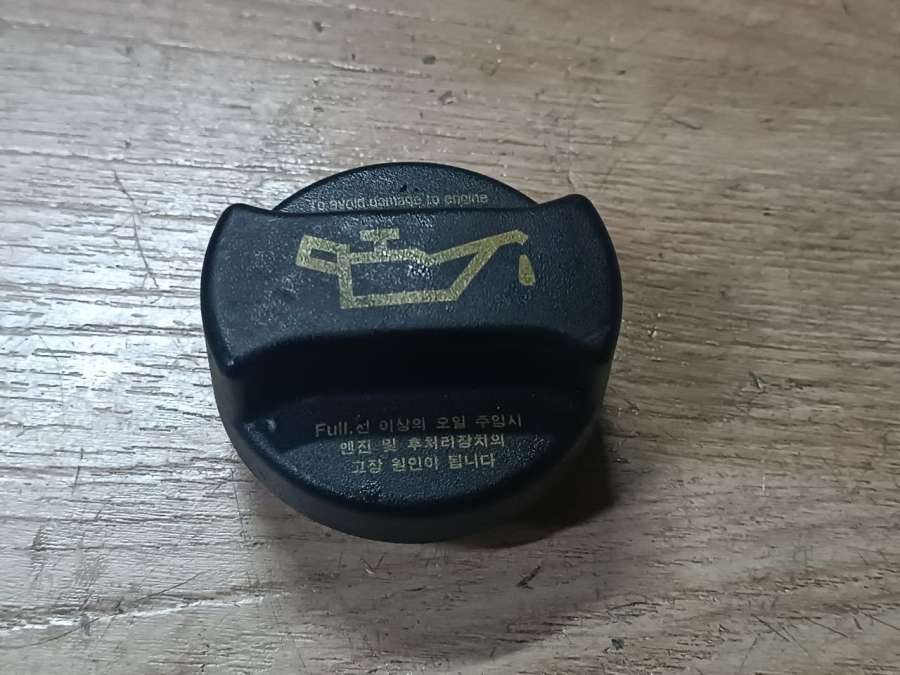 To avoid damage to engine
Full.선 이상의 오일 주입시
엔진 및 후처리장치의
고장 원인이 됩니다